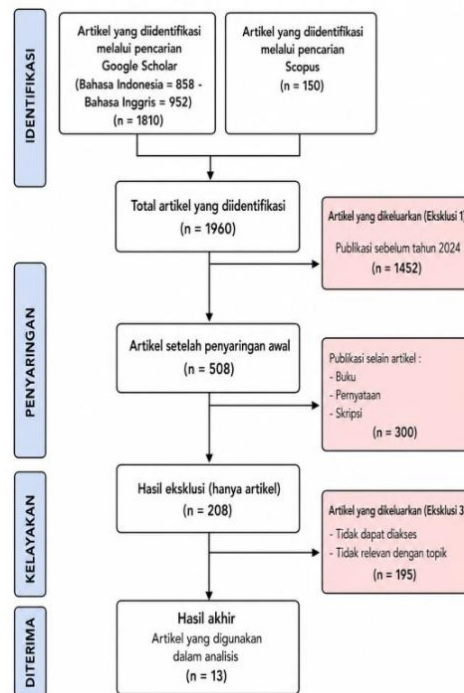 IDENTIFIKASI
Artikel yang diidentifikasi
melalui pencarian
Google Scholar
(Bahasa Indonesia = 858 -
Bahasa Inggris = 952)
(n = 1810)
Artikel yang diidentifikasi
melalui pencarian
Scopus
(n = 150)
Total artikel yang diidentifikasi
(n = 1960)
Artikel yang dikeluarkan (Eksklusi 1)
Publikasi sebelum tahun 2024
(n = 1452)
PENYARINGAN
Artikel setelah penyaringan awal
(n = 508)
Publikasi selain artikel :
- Buku
- Pernyataan
- Skripsi
(n = 300)
KELAYAKAN
Hasil eksklusi (hanya artikel)
(n = 208)
Artikel yang dikeluarkan (Eksklusi 3
- Tidak dapat diakses
- Tidak relevan dengan topik
(n = 195)
DITERIMA
Hasil akhir
Artikel yang digunakan
dalam analisis
(n = 13)